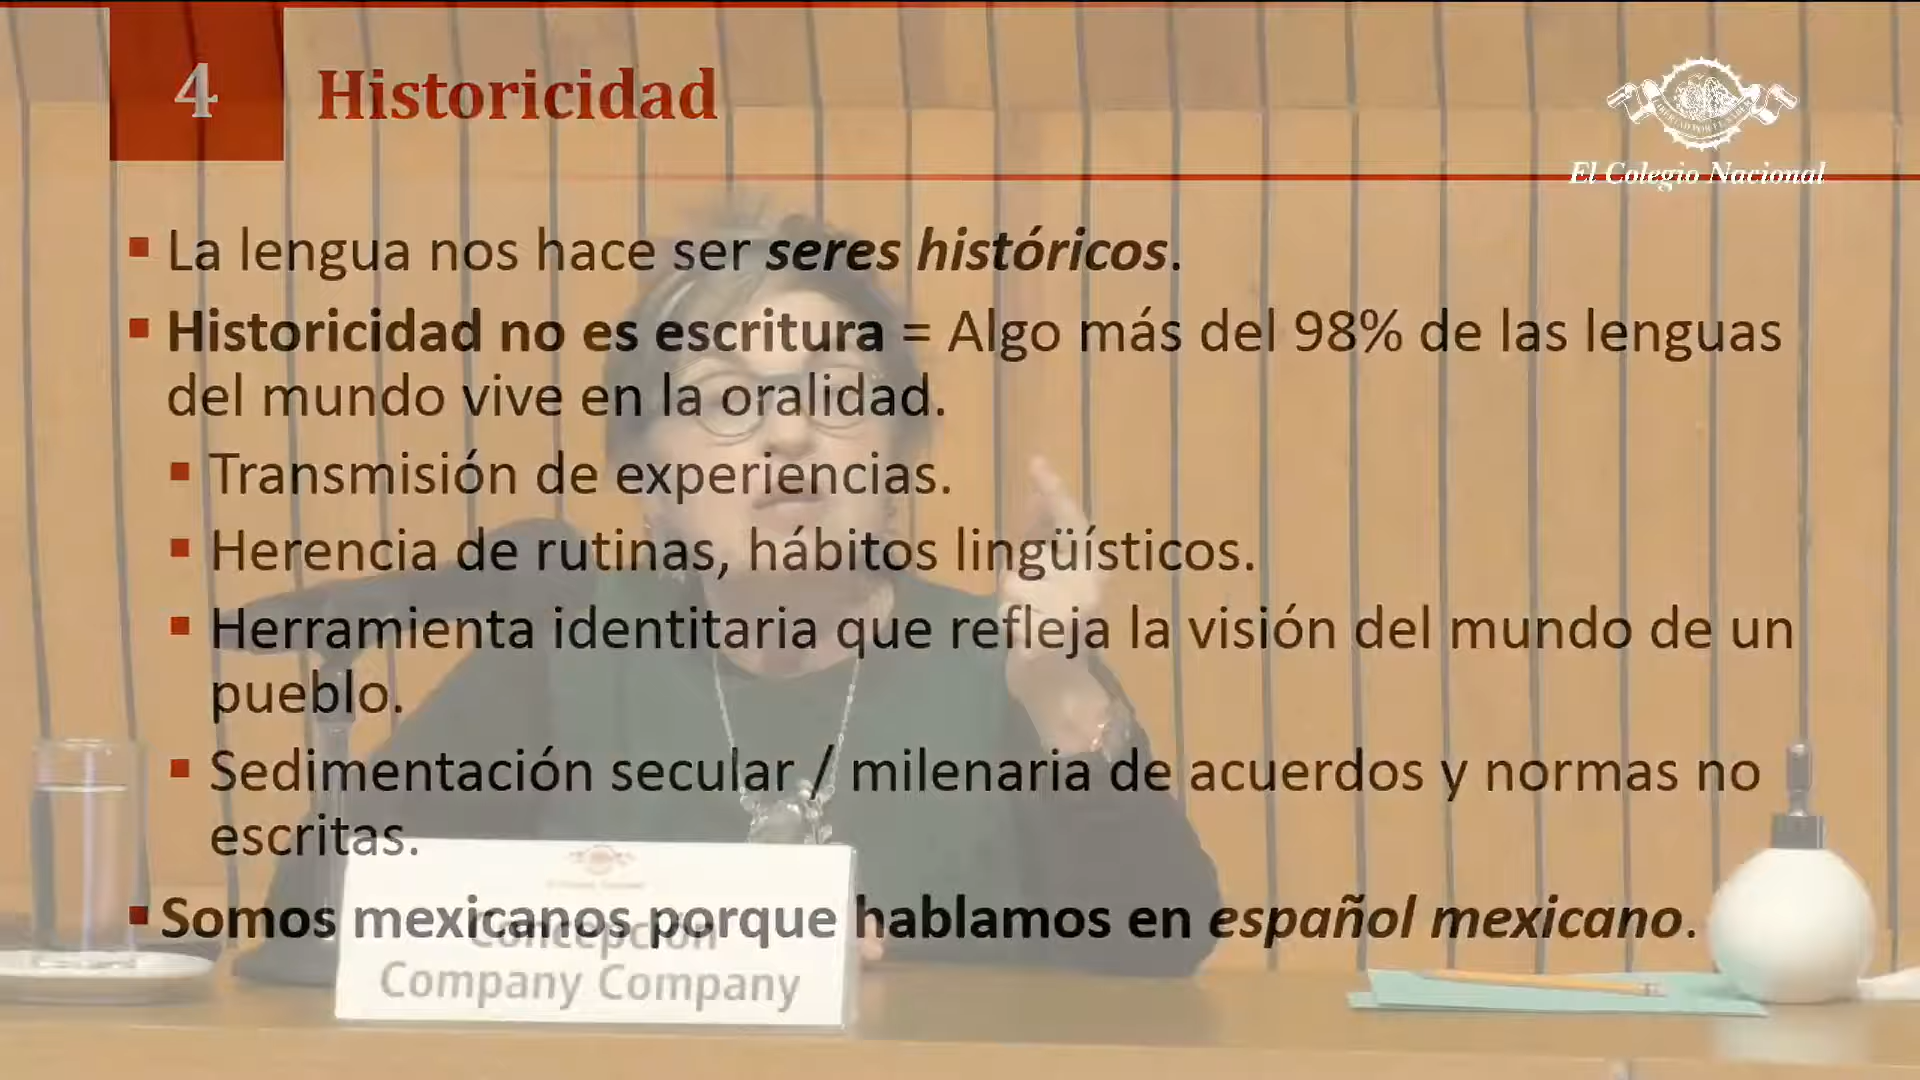 4 Historicidad
El Colegio Nacional
▪ La lengua nos hace ser seres históricos.
▪ Historicidad no es escritura = Algo más del 98% de las lenguas
del mundo vive en la oralidad.
▪ Transmisión de experiencias.
▪ Herencia de rutinas, hábitos lingüísticos.
▪ Herramienta identitaria que refleja la visión del mundo de un
pueblo.
▪ Sedimentación secular / milenaria de acuerdos y normas no
escritas.
▪ Somos mexicanos porque hablamos en español mexicano.
Concepción
Company Company